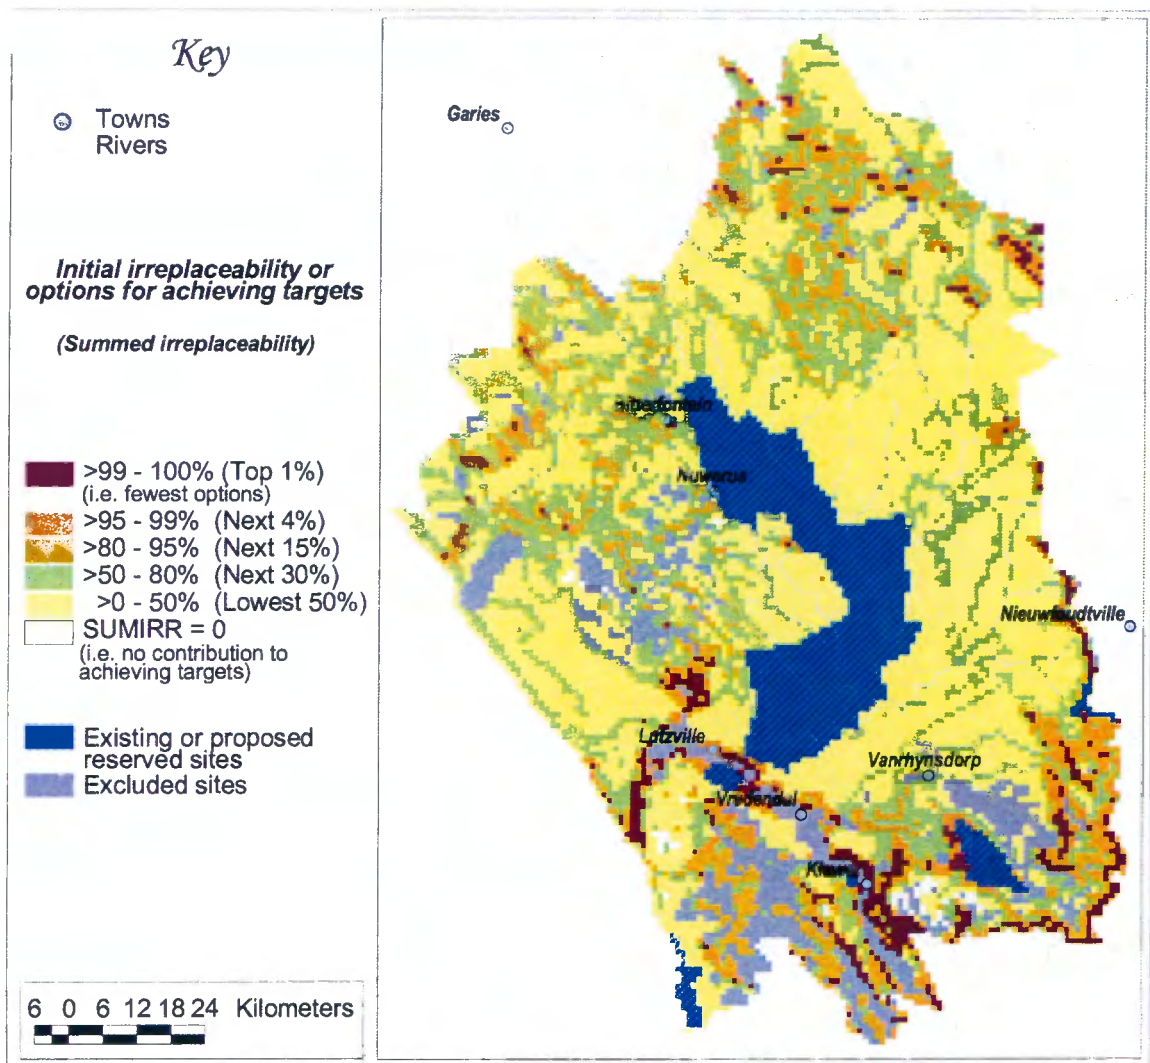 Key
Towns
Rivers
Initial irreplaceability or
options for achieving targets
(Summed irreplaceability)
>99 - 100% (Top 1%)
(i.e. fewest options)
>95 - 99% (Next 4%)
>80 - 95% (Next 15%)
>50 - 80% (Next 30%)
>0 - 50% (Lowest 50%)
SUMIRR = 0
(i.e. no contribution to
achieving targets)
Existing or proposed
reserved sites
Excluded sites
6 0 6 12 18 24 Kilometers
Garies
Nuwerus
Nieuwoudtville
Lutzville
Vanrhynsdorp
Vredendal